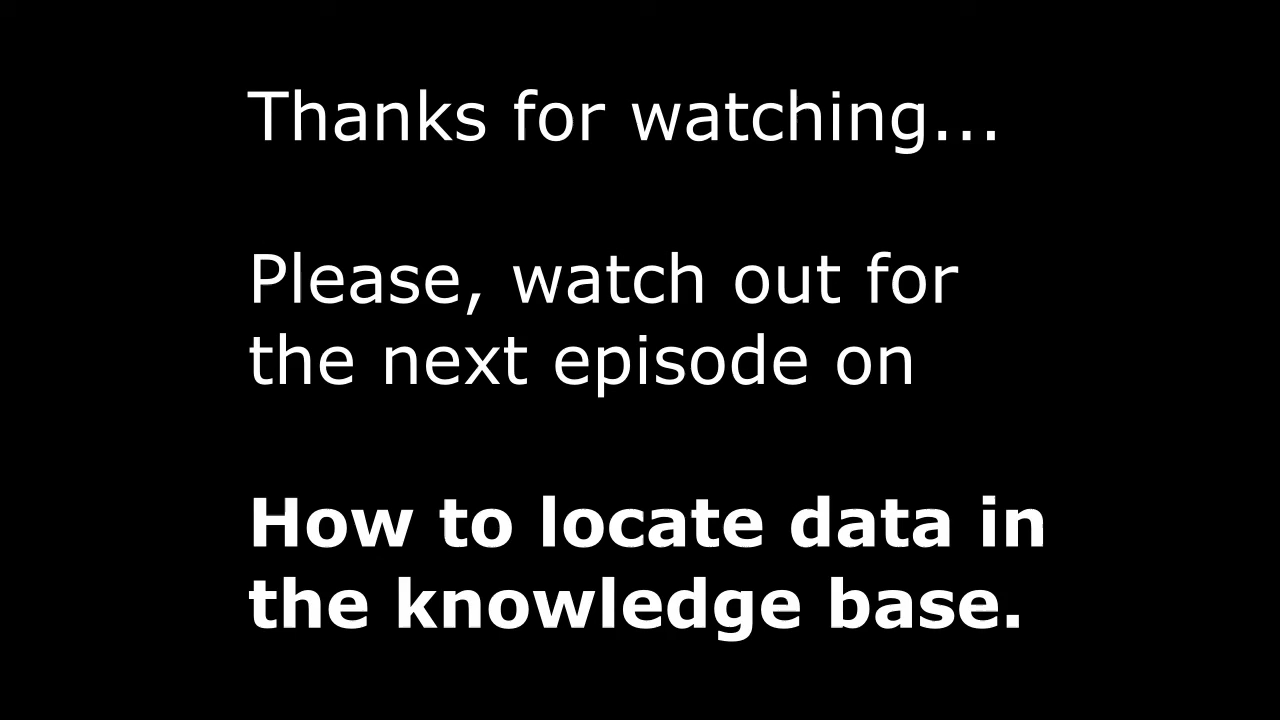 Thanks for watching...
Please, watch out for
the next episode on
How to locate data in
the knowledge base.